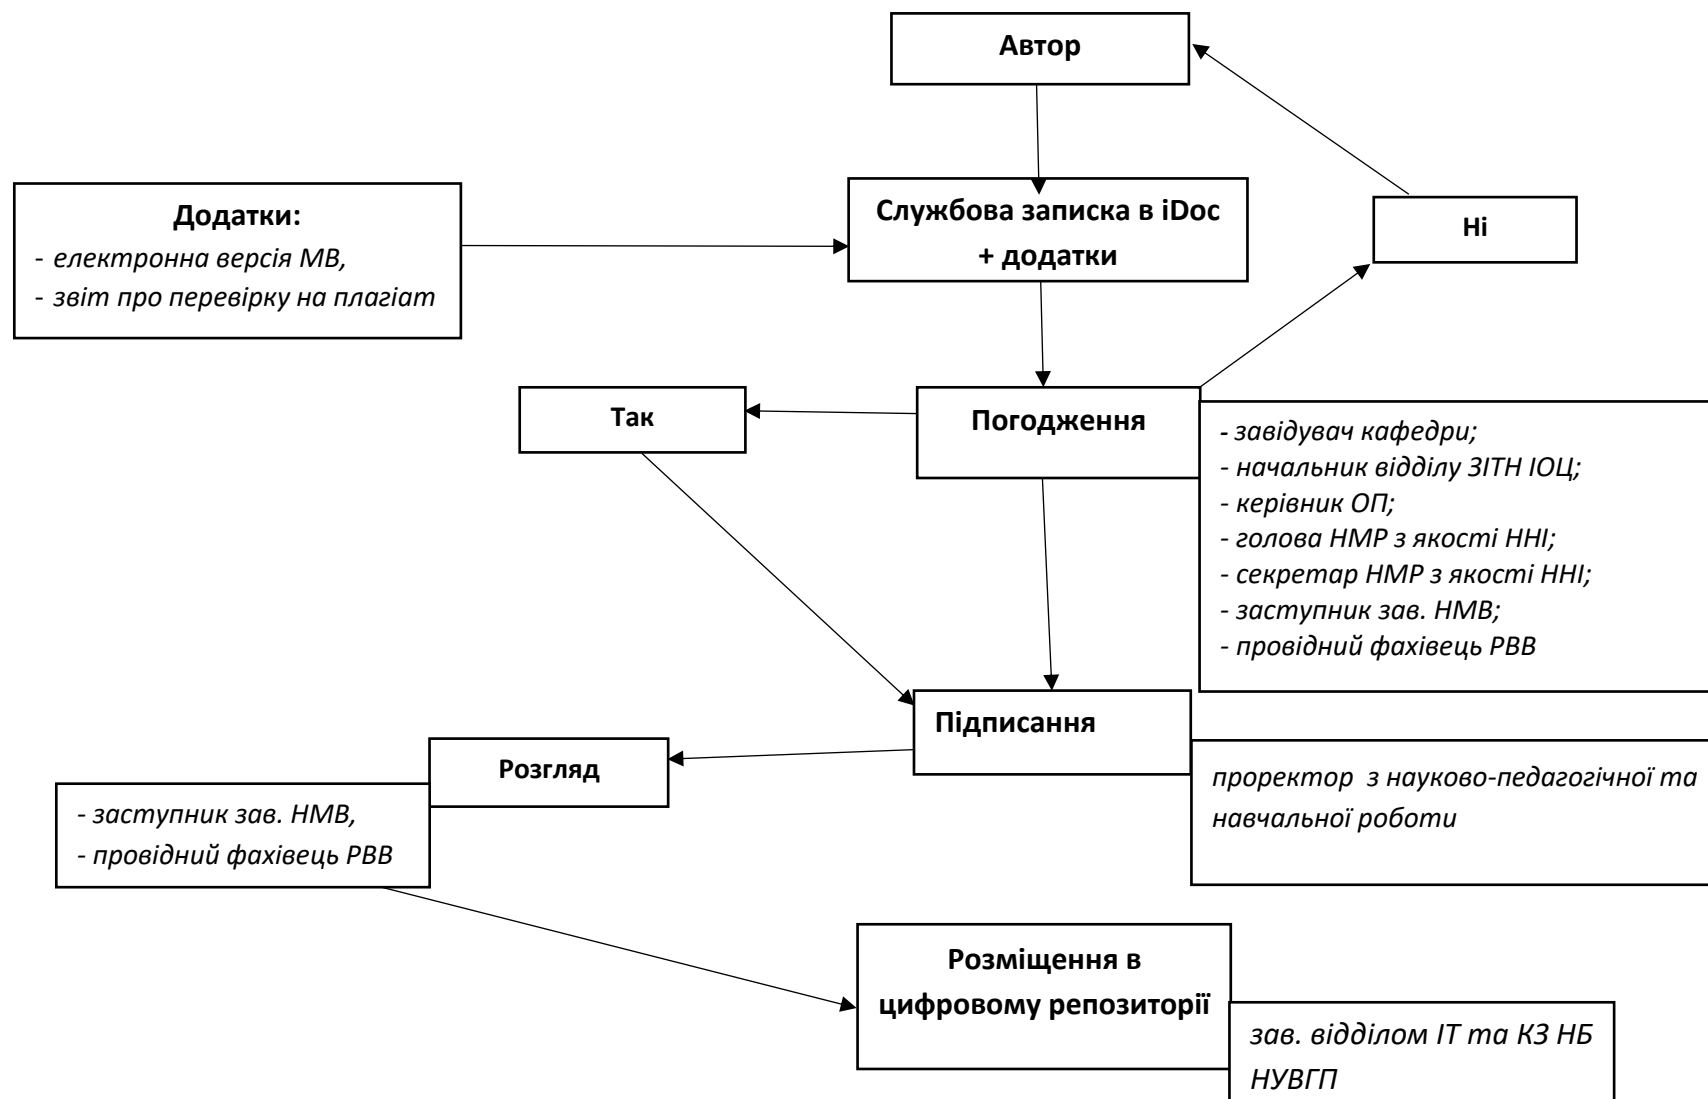 Автор
Додатки:
- електронна версія МВ,
- звіт про перевірку на плагіат
Службова записка в iDoc
+ додатки
Ні
Так
Погодження
- завідувач кафедри;
- начальник відділу ЗІТН ІОЦ;
- керівник ОП;
- голова НМР з якості ННІ;
- секретар НМР з якості ННІ;
- заступник зав. НМВ;
- провідний фахівець РВВ
Підписання
проректор з науково-педагогічної та
навчальної роботи
Розгляд
- заступник зав. НМВ,
- провідний фахівець РВВ
Розміщення в
цифровому репозиторії
зав. відділом ІТ та КЗ НБ
НУВГП